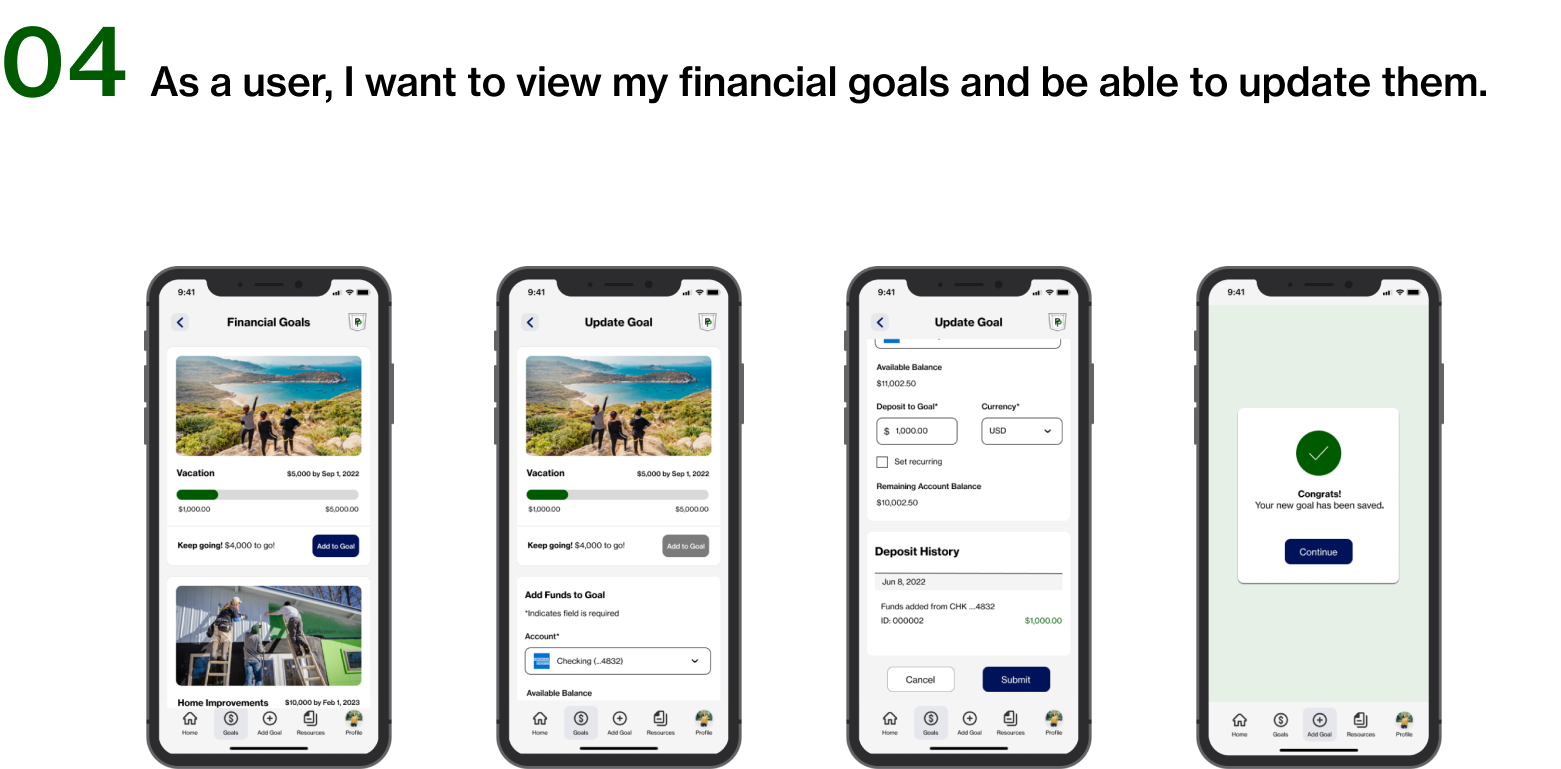 04 As a user, I want to view my financial goals and be able to update them.
9:41
Financial Goals
Vacation $5,000 by Sep 1, 2022
$1,000.00 $5,000.00
Keep going! $4,000 to go! Add to Goal
Home Improvements $10,000 by Feb 1, 2023
Home Goals Add Goal Resources Profile
9:41
Update Goal
Vacation $5,000 by Sep 1, 2022
$1,000.00 $5,000.00
Keep going! $4,000 to go! Add to Goal
Add Funds to Goal
*Indicates field is required
Account*
Checking (...4832)
Available Balance
Home Goals Add Goal Resources Profile
9:41
Update Goal
Available Balance
$11,002.50
Deposit to Goal* Currency*
$ 1,000.00 USD
Set recurring
Remaining Account Balance
$10,002.50
Deposit History
Jun 8, 2022
Funds added from CHK ...4832
ID: 000002 $1,000.00
Cancel Submit
Home Goals Add Goal Resources Profile
9:41
Congrats!
Your new goal has been saved.
Continue
Home Goals Add Goal Resources Profile